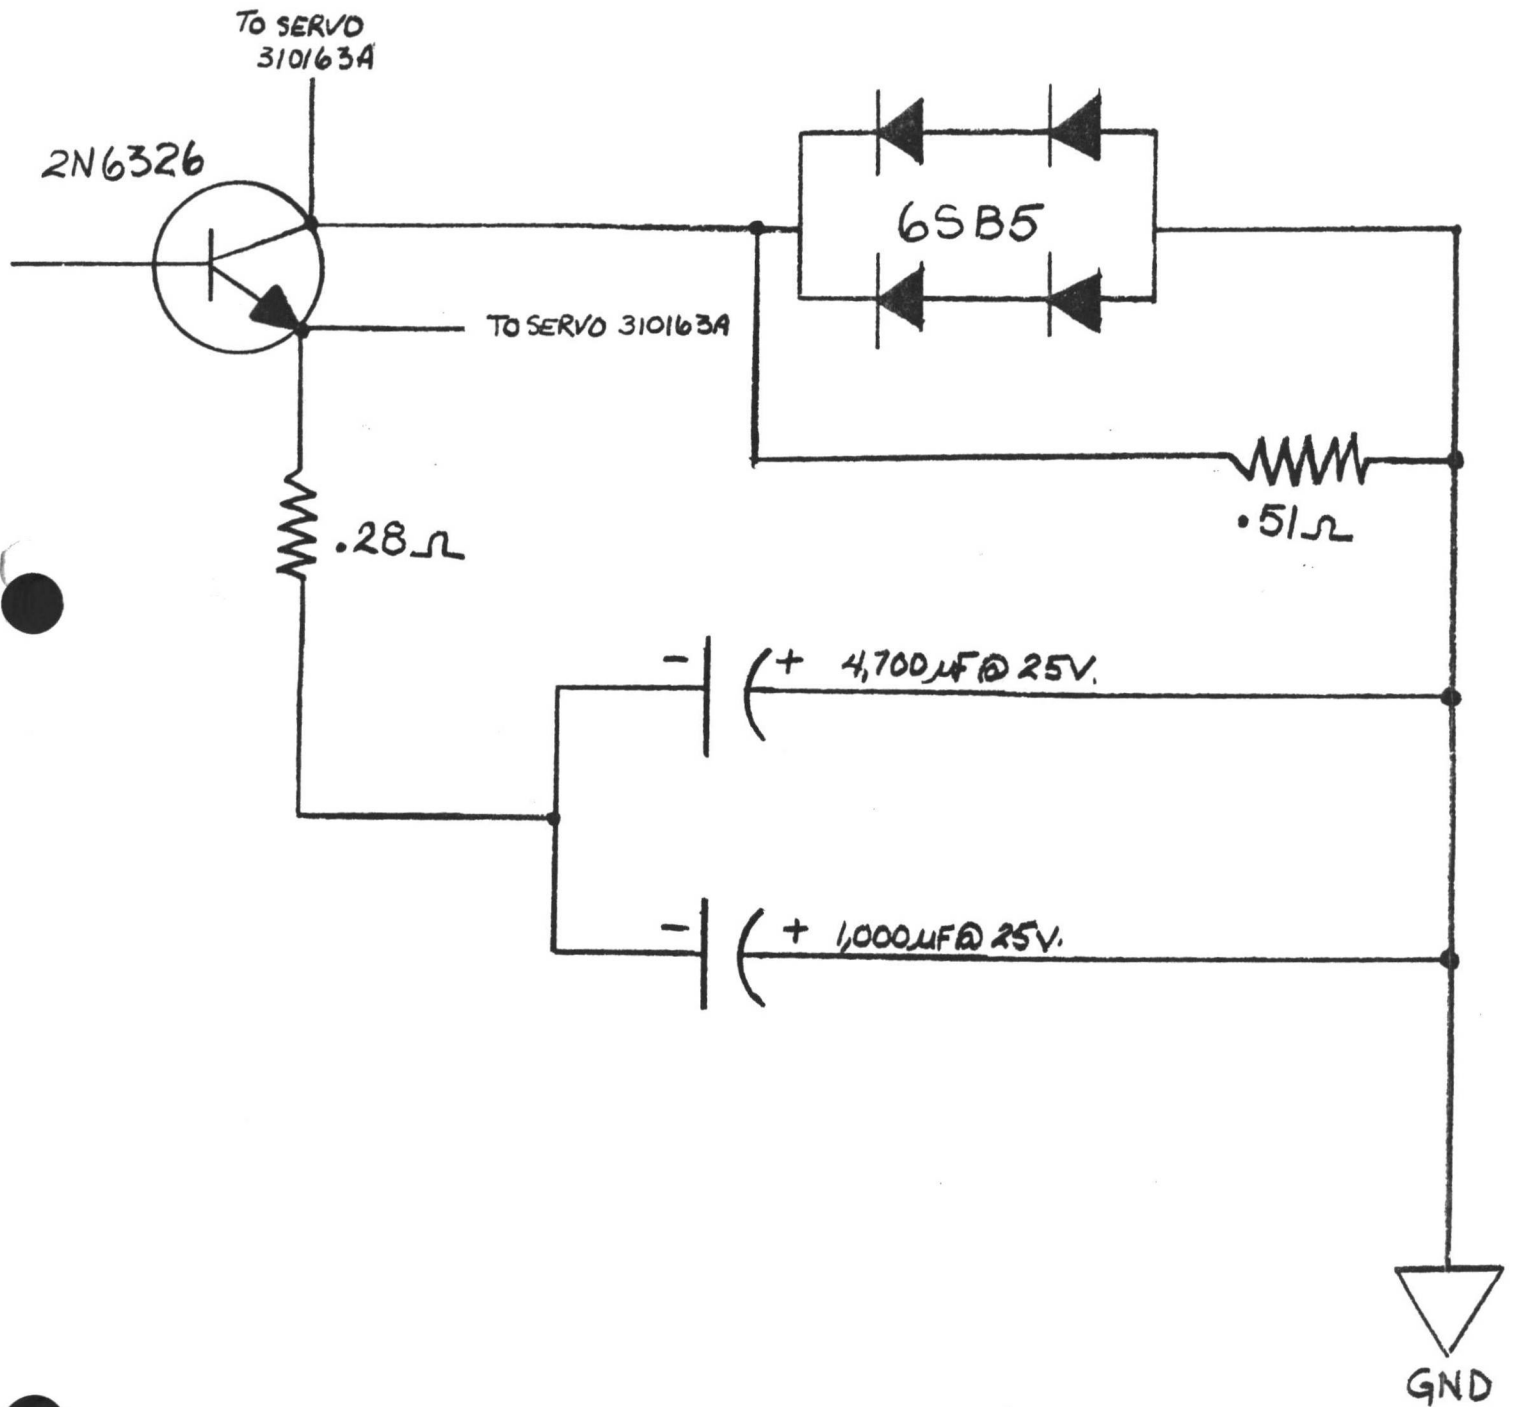 TO SERVO
310163A
2N6326
6SB5
TO SERVO 310163A
.51Ω
.28Ω
- + 4,700µF@25V.
- + 1,000µF@25V.
GND